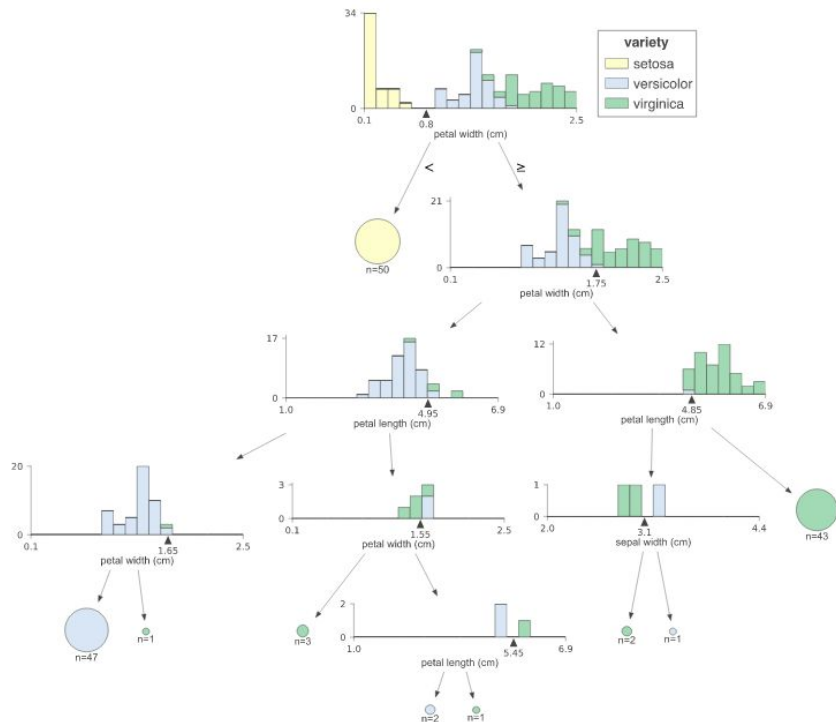 34
0
0.1
0.8
2.5
petal width (cm)
variety
setosa
versicolor
virginica
<
≥
n=50
21
0
0.1
1.75
2.5
petal width (cm)
17
0
1.0
4.95
6.9
petal length (cm)
12
0
1.0
4.85
6.9
petal length (cm)
20
0
0.1
1.65
2.5
petal width (cm)
3
0
0.1
1.55
2.5
petal width (cm)
1
0
2.0
3.1
4.4
sepal width (cm)
n=43
n=47
n=1
n=3
2
0
1.0
5.45
6.9
petal length (cm)
n=2
n=1
n=2
n=1